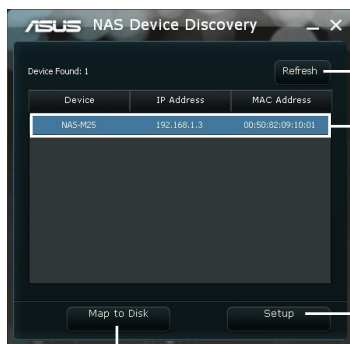 ASUS NAS Device Discovery
Device Found: 1
Refresh
Device IP Address MAC Address
NAS-M25 192.168.1.3 00:50:82:09:10:01
Map to Disk
Setup